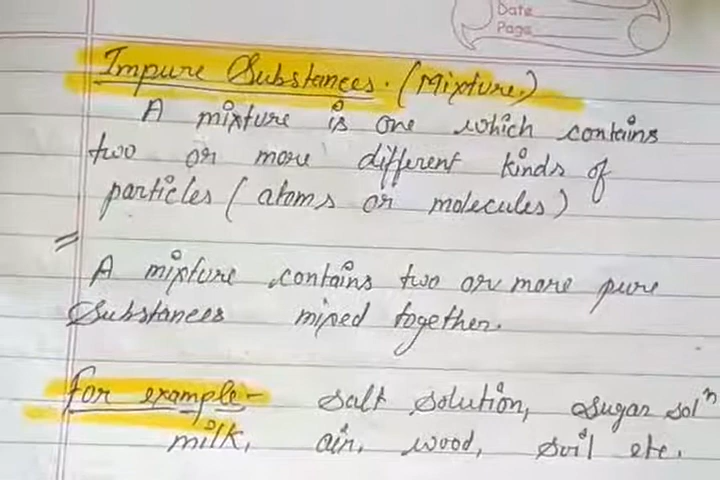 Date
Page
Impure Substances. (Mixture.)
A mixture is one which contains
two or more different kinds of
particles ( atoms or molecules )
=
A mixture contains two or more pure
Substances mixed together.
For example- salt solution, sugar solⁿ
milk, air, wood, soil etc.